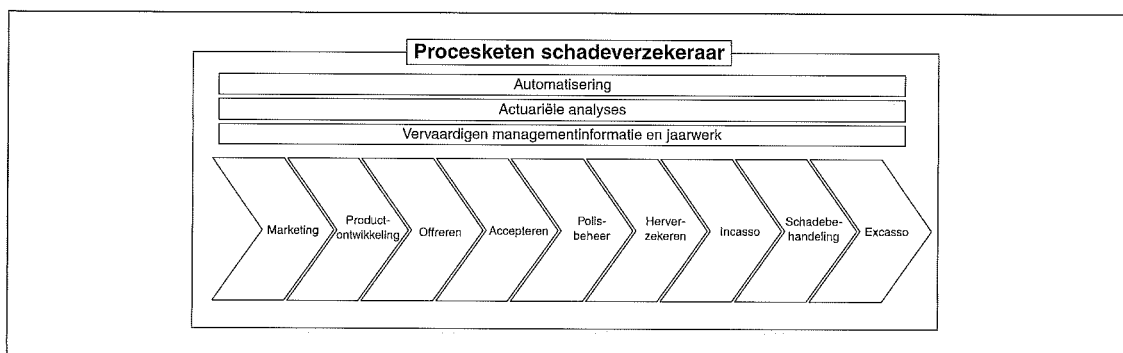 Procesketen schadeverzekeraar
Automatisering
Actuariële analyses
Vervaardigen managementinformatie en jaarwerk
Marketing
Product-
ontwikkeling
Offreren
Accepteren
Polis-
beheer
Herver-
zekeren
Incasso
Schadebe-
handeling
Excasso